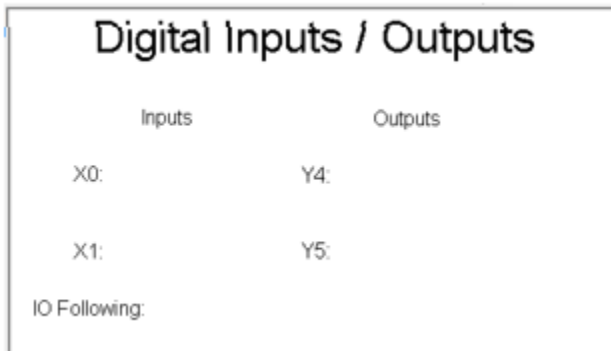 Digital Inputs / Outputs
Inputs Outputs
X0: Y4:
X1: Y5:
IO Following: